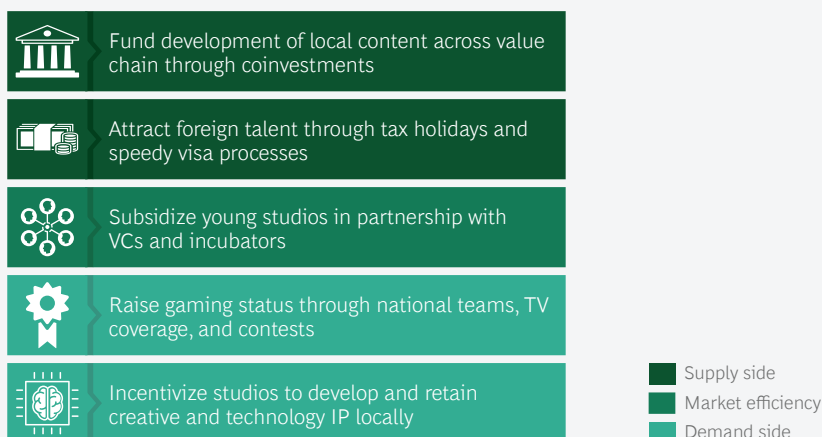 Fund development of local content across value
chain through coinvestments
Attract foreign talent through tax holidays and
speedy visa processes
Subsidize young studios in partnership with
VCs and incubators
Raise gaming status through national teams, TV
coverage, and contests
Incentivize studios to develop and retain
creative and technology IP locally
Supply side
Market efficiency
Demand side